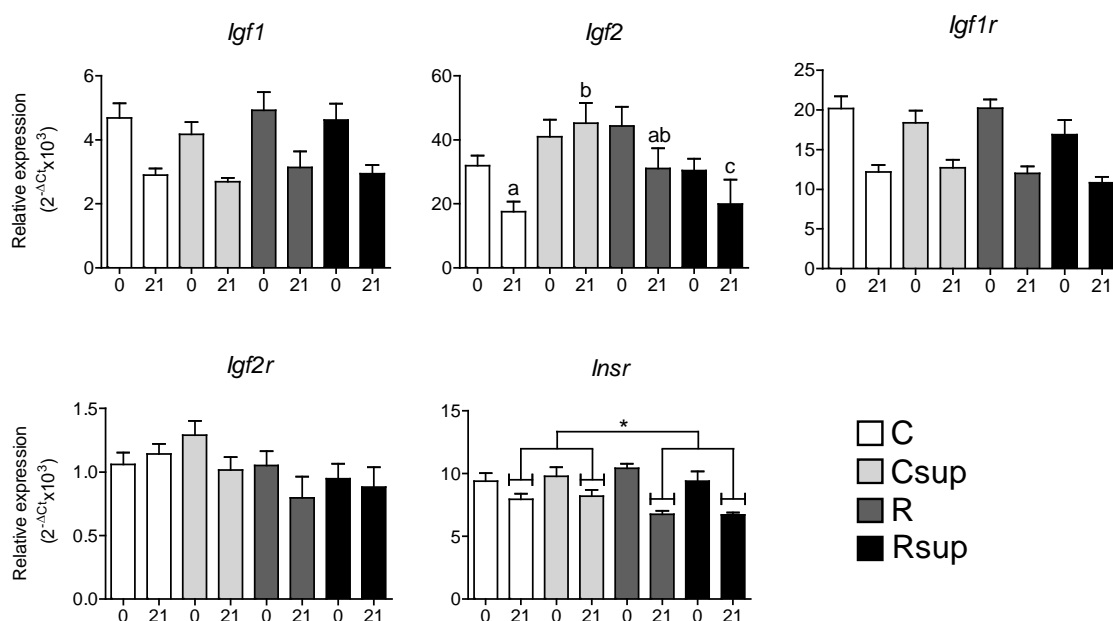 Igf1
Relative expression
(2-ΔCtx10³)
6
4
2
0
0 21 0 21 0 21 0 21
Igf2
60
40
20
0
a
b
ab
c
0 21 0 21 0 21 0 21
Igf1r
25
20
15
10
5
0
0 21 0 21 0 21 0 21
Igf2r
Relative expression
(2-ΔCtx10³)
1.5
1.0
0.5
0.0
0 21 0 21 0 21 0 21
Insr
15
10
5
0
*
0 21 0 21 0 21 0 21
C
Csup
R
Rsup